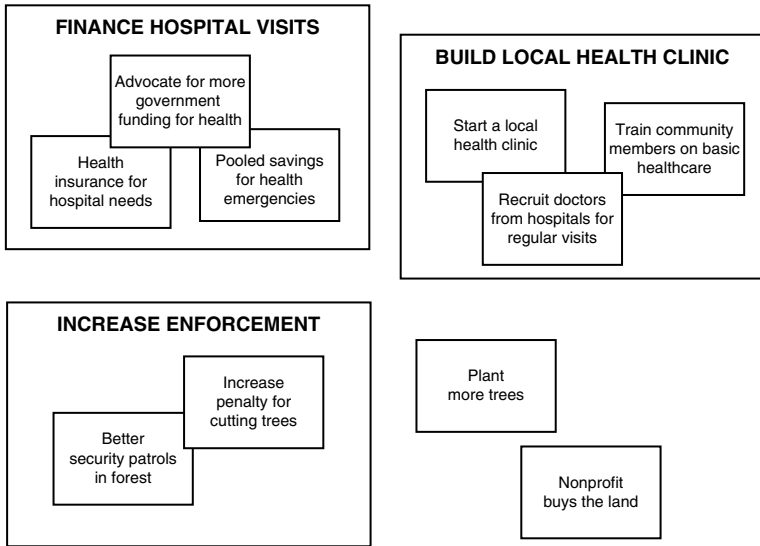 FINANCE HOSPITAL VISITS
Advocate for more
government
funding for health
Health
insurance for
hospital needs
Pooled savings
for health
emergencies
BUILD LOCAL HEALTH CLINIC
Start a local
health clinic
Train community
members on basic
healthcare
Recruit doctors
from hospitals for
regular visits
INCREASE ENFORCEMENT
Increase
penalty for
cutting trees
Better
security patrols
in forest
Plant
more trees
Nonprofit
buys the land